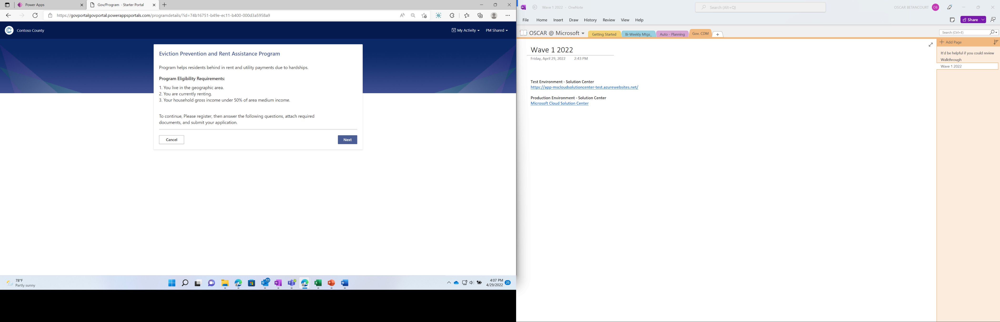 Power Apps
Gov/Program · Starter Portal
https://govportalgovportal.powerappsportals.com/programdetails/?id=74b16751-b49e-ec11-b400-000d3a5958a9
Contoso County
My Activity
PM Shared
Eviction Prevention and Rent Assistance Program
Program helps residents behind in rent and utility payments due to hardships.
Program Eligibility Requirements:
1. You live in the geographic area.
2. You are currently renting.
3. Your household gross income under 50% of area medium income.
To continue, Please register, then answer the following questions, attach required
documents, and submit your application.
Cancel
Next
78°F
Partly sunny
4:07 PM
4/29/2022
28
Wave 1 2022 - OneNote
Search (Alt+Q)
OSCAR BETANCOURT
OB
File Home Insert Draw History Review View Help
Share
OSCAR @ Microsoft
Getting Started
Bi-Weekly Mtgs_
Auto - Planning
Gov. CDM
Search (Ctrl+E)
Wave 1 2022
Friday, April 29, 2022 2:43 PM
Test Environment - Solution Center
https://app-mscloudsolutioncenter-test.azurewebsites.net/
Production Environment - Solution Center
Microsoft Cloud Solution Center
Add Page
It'd be helpful if you could review
Walkthrough
Wave 1 2022